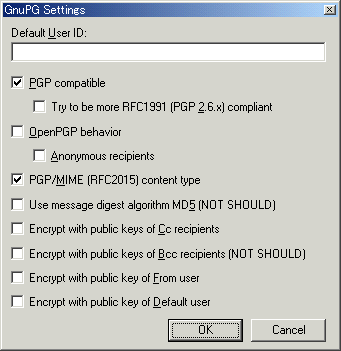 GnuPG Settings
Default User ID:
PGP compatible
Try to be more RFC1991 (PGP 2.6.x) compliant
OpenPGP behavior
Anonymous recipients
PGP/MIME (RFC2015) content type
Use message digest algorithm MD5 (NOT SHOULD)
Encrypt with public keys of Cc recipients
Encrypt with public keys of Bcc recipients (NOT SHOULD)
Encrypt with public key of From user
Encrypt with public key of Default user
OK Cancel